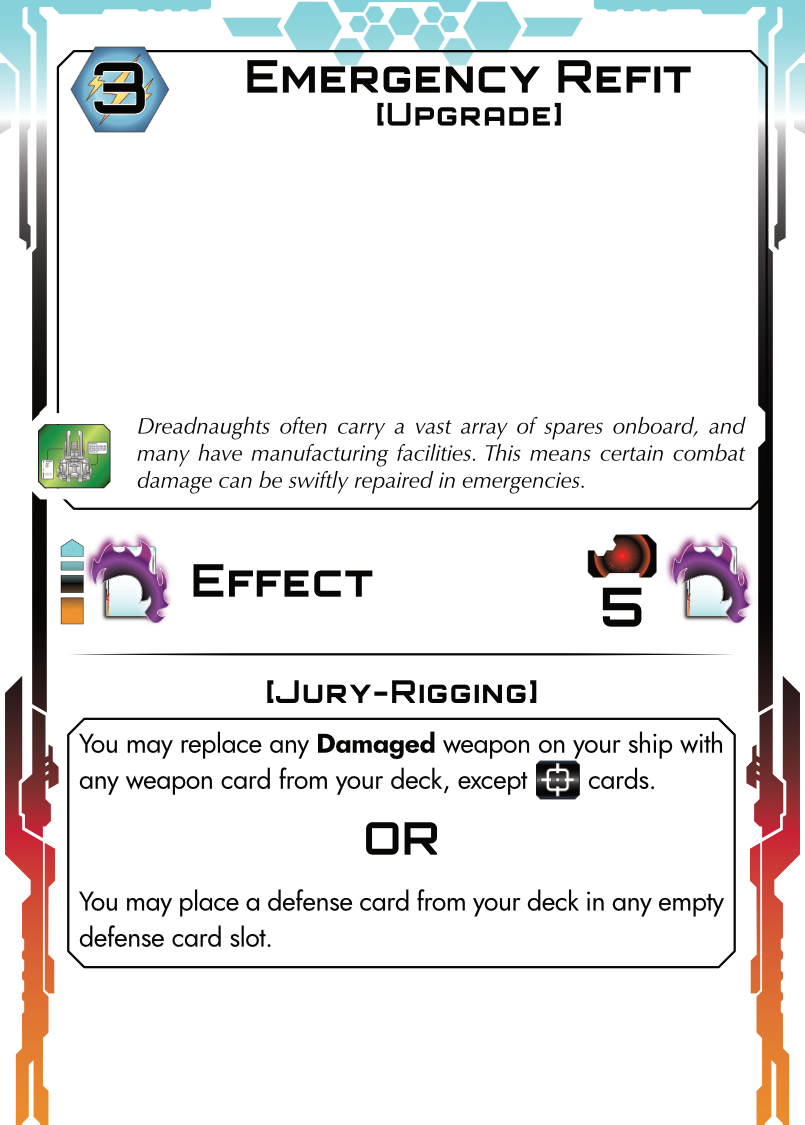 3
Emergency Refit
[Upgrade]
Dreadnaughts often carry a vast array of spares onboard, and
many have manufacturing facilities. This means certain combat
damage can be swiftly repaired in emergencies.
Effect
5
[Jury-Rigging]
You may replace any Damaged weapon on your ship with
any weapon card from your deck, except cards.
OR
You may place a defense card from your deck in any empty
defense card slot.